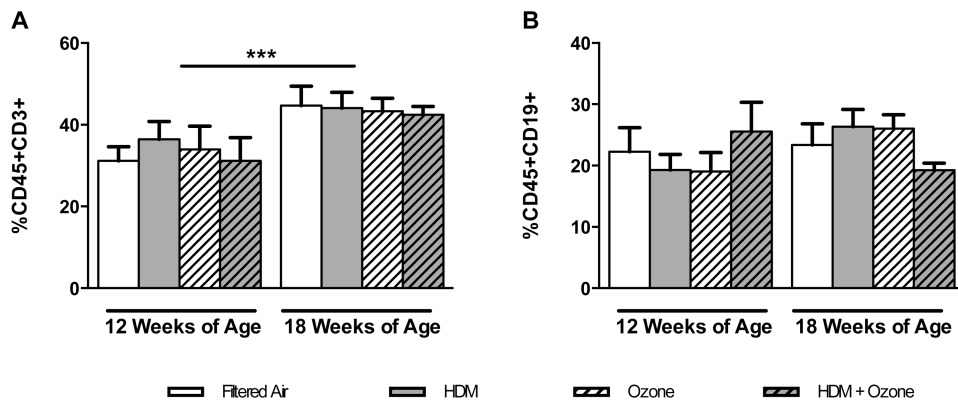 A
60
40
20
0
%CD45+CD3+
***
12 Weeks of Age
18 Weeks of Age
B
40
30
20
10
0
%CD45+CD19+
12 Weeks of Age
18 Weeks of Age
Filtered Air
HDM
Ozone
HDM + Ozone